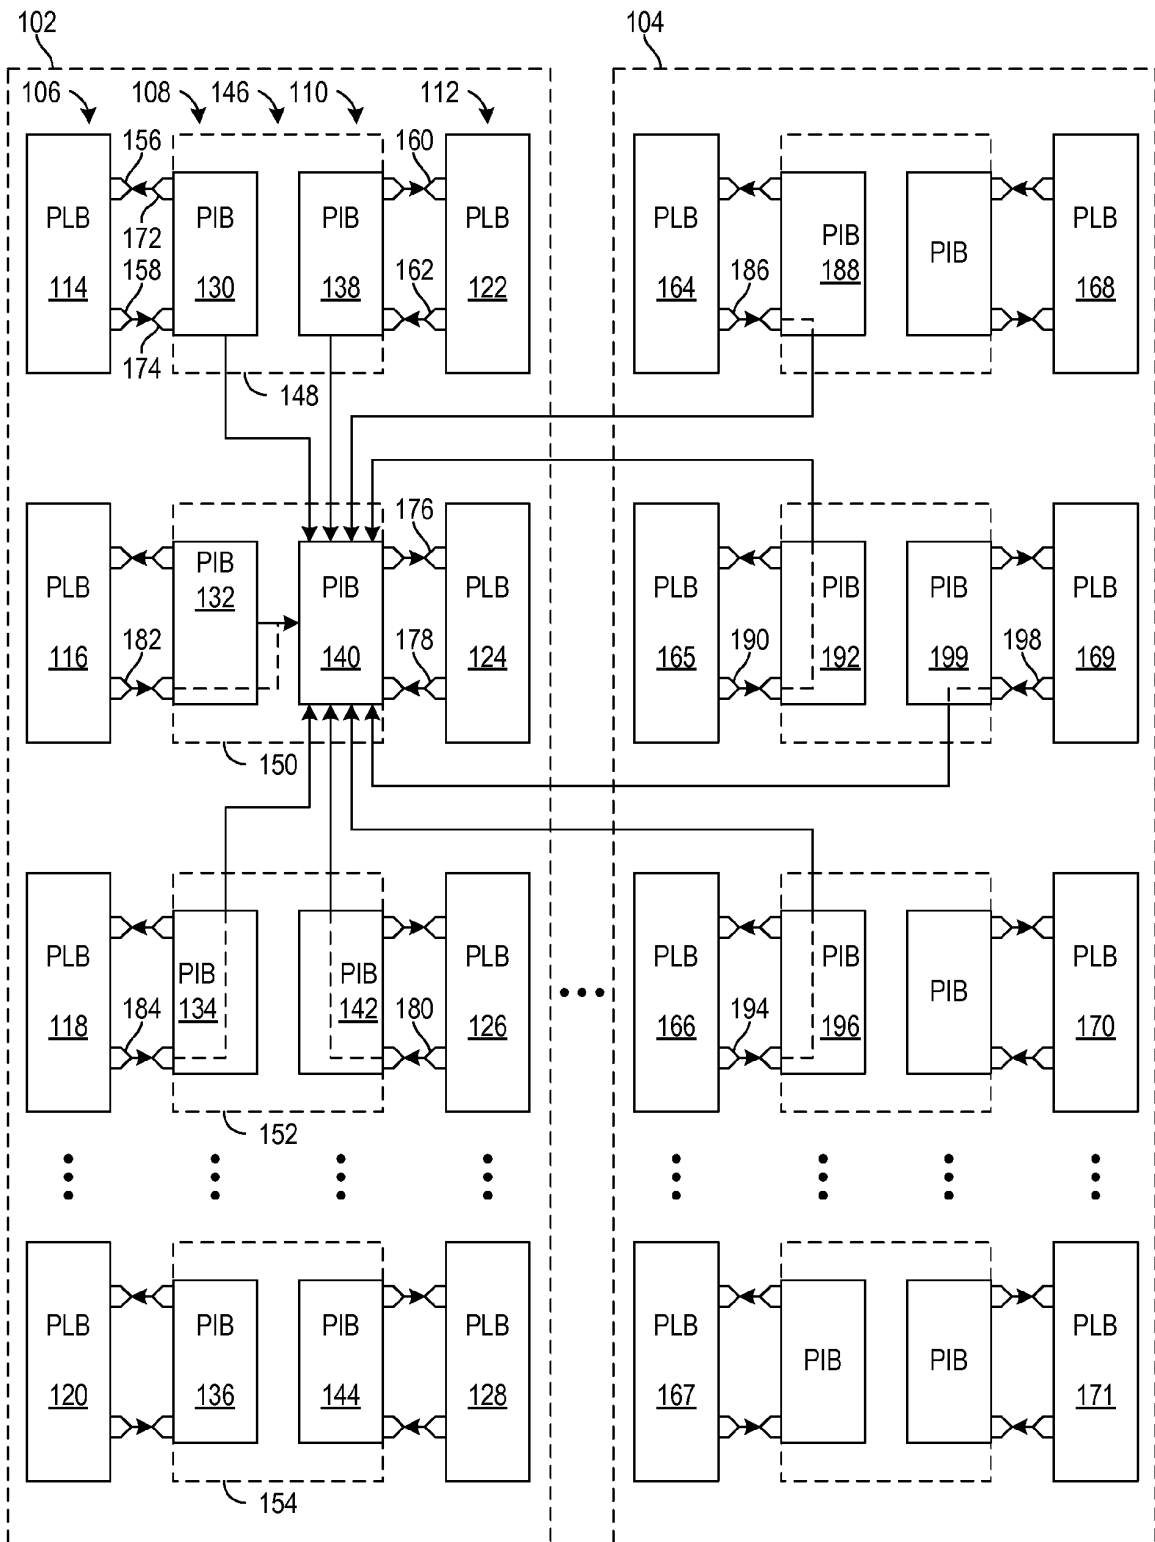 102 104
106 108 146 110 112
156 160
PLB PIB PIB PLB PLB PIB PIB PLB
172
114 158 130 138 162 122 164 186 188 168
174
148
176
PLB PIB PIB PLB PLB PIB PIB PLB
132
116 182 140 178 124 165 190 192 199 198 169
150
PLB PIB PIB PLB PLB PIB PIB PLB
118 184 134 142 180 126 166 194 196 170
152
PLB PIB PIB PLB PLB PIB PIB PLB
120 136 144 128 167 171
154